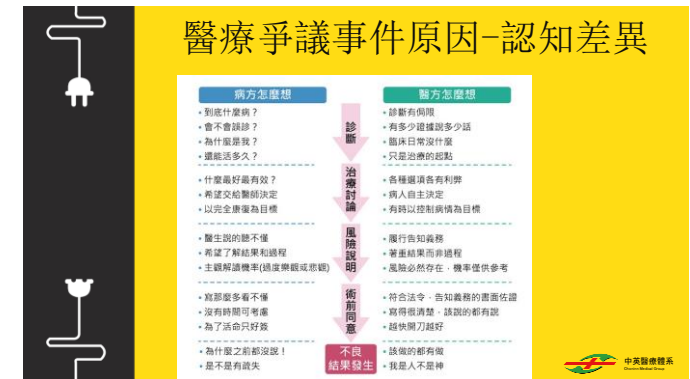 醫療爭議事件原因-認知差異
病方怎麼想
醫方怎麼想
診斷
• 到底什麼病？
• 會不會誤診？
• 為什麼是我？
• 還能活多久？
• 診斷有侷限
• 有多少證據說多少話
• 臨床日常沒什麼
• 只是治療的起點
治療討論
• 什麼最好最有效？
• 希望交給醫師決定
• 以完全康復為目標
• 各種選項各有利弊
• 病人自主決定
• 有時以控制病情為目標
風險說明
• 醫生說的聽不懂
• 希望了解結果和過程
• 主觀解讀機率(過度樂觀或悲觀)
• 履行告知義務
• 著重結果而非過程
• 風險必然存在，機率僅供參考
術前同意
• 寫那麼多看不懂
• 沒有時間可考慮
• 為了活命只好簽
• 符合法令，告知義務的書面佐證
• 寫得很清楚，該說的都有說
• 越快開刀越好
不良
結果發生
• 為什麼之前都沒說！
• 是不是有疏失
• 該做的都有做
• 我是人不是神
中英醫療體系